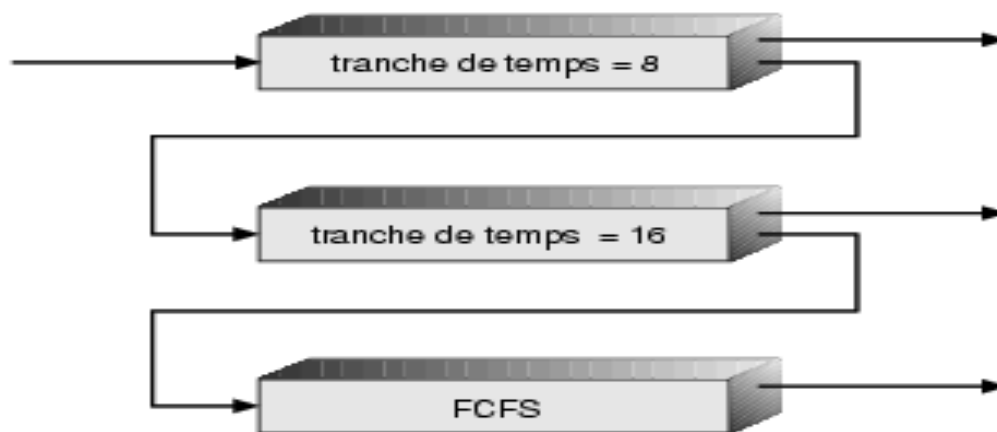 tranche de temps = 8
tranche de temps = 16
FCFS